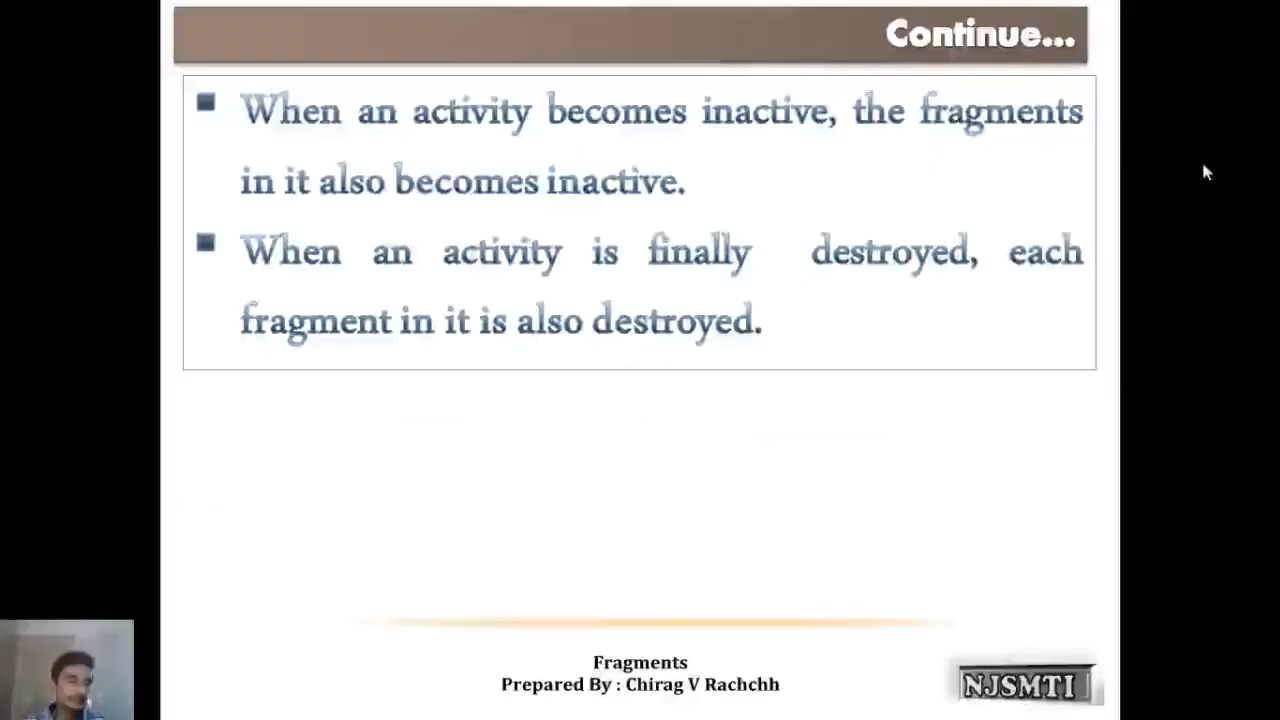 Continue...
▪ When an activity becomes inactive, the fragments
in it also becomes inactive.
▪ When an activity is finally destroyed, each
fragment in it is also destroyed.
Fragments
Prepared By : Chirag V Rachchh
NJSMTI